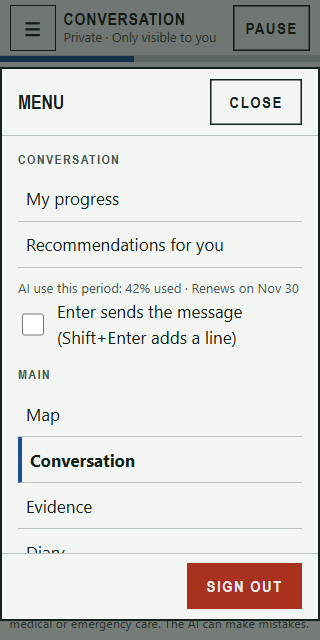 CONVERSATION
Private · Only visible to you
PAUSE
MENU
CLOSE
CONVERSATION
My progress
Recommendations for you
AI use this period: 42% used · Renews on Nov 30
Enter sends the message
(Shift+Enter adds a line)
MAIN
Map
Conversation
Evidence
Diary
SIGN OUT
medical or emergency care. The AI can make mistakes.